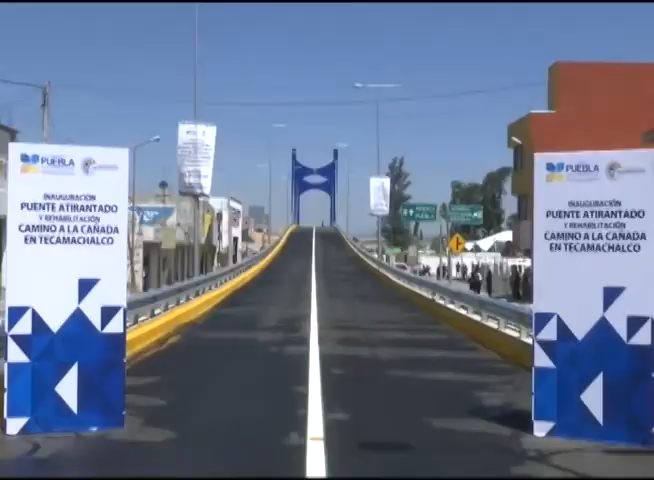 PUEBLA
INAUGURACIÓN
PUENTE ATIRANTADO
Y REHABILITACIÓN
CAMINO A LA CAÑADA
EN TECAMACHALCO
PUEBLA
INAUGURACIÓN
PUENTE ATIRANTADO
Y REHABILITACIÓN
CAMINO A LA CAÑADA
EN TECAMACHALCO